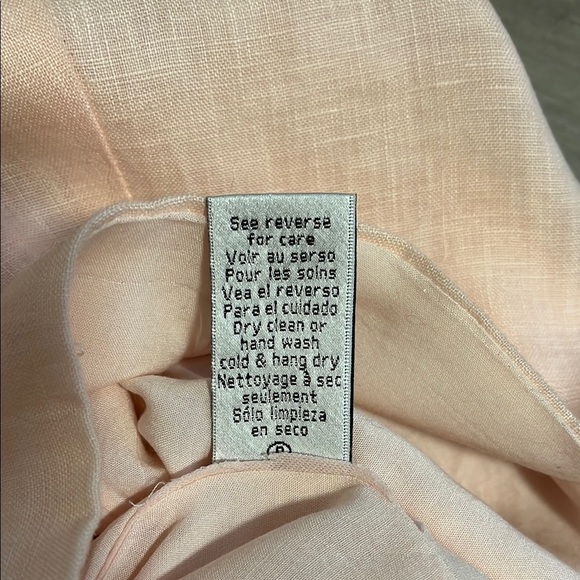 See reverse
for care
Voir au serso
Pour les soins
Vea el reverso
Para el cuidado
Dry clean or
hand wash
cold & hang dry
Nettoyage à sec
seulement
Sólo limpieza
en seco